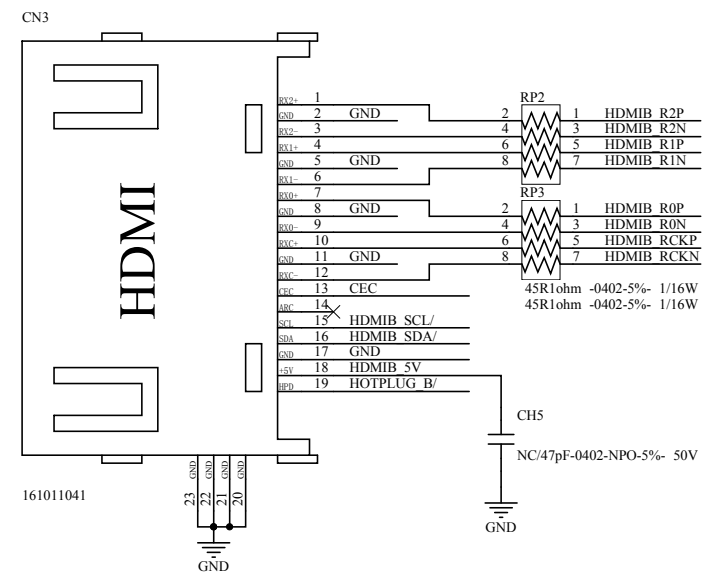 CN3
HDMI
RX2+ 1
GND 2 GND
RX2- 3
RX1+ 4
GND 5 GND
RX1- 6
RX0+ 7
GND 8 GND
RX0- 9
RXC+ 10
GND 11 GND
RXC- 12
CEC 13 CEC
ARC 14
SCL 15 HDMIB_SCL/
SDA 16 HDMIB_SDA/
GND 17 GND
+5V 18 HDMIB_5V
HPD 19 HOTPLUG_B/
RP2
2 1 HDMIB_R2P
4 3 HDMIB_R2N
6 5 HDMIB_R1P
8 7 HDMIB_R1N
RP3
2 1 HDMIB_R0P
4 3 HDMIB_R0N
6 5 HDMIB_RCKP
8 7 HDMIB_RCKN
45R1ohm -0402-5%- 1/16W
45R1ohm -0402-5%- 1/16W
CH5
NC/47pF-0402-NPO-5%- 50V
GND
161011041
GND GND GND GND
23 22 21 20
GND